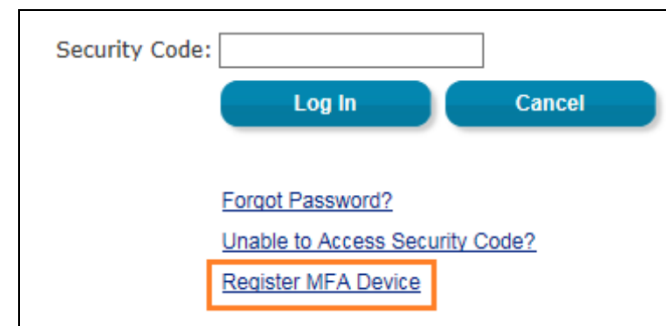 Security Code:
Log In Cancel
Forgot Password?
Unable to Access Security Code?
Register MFA Device